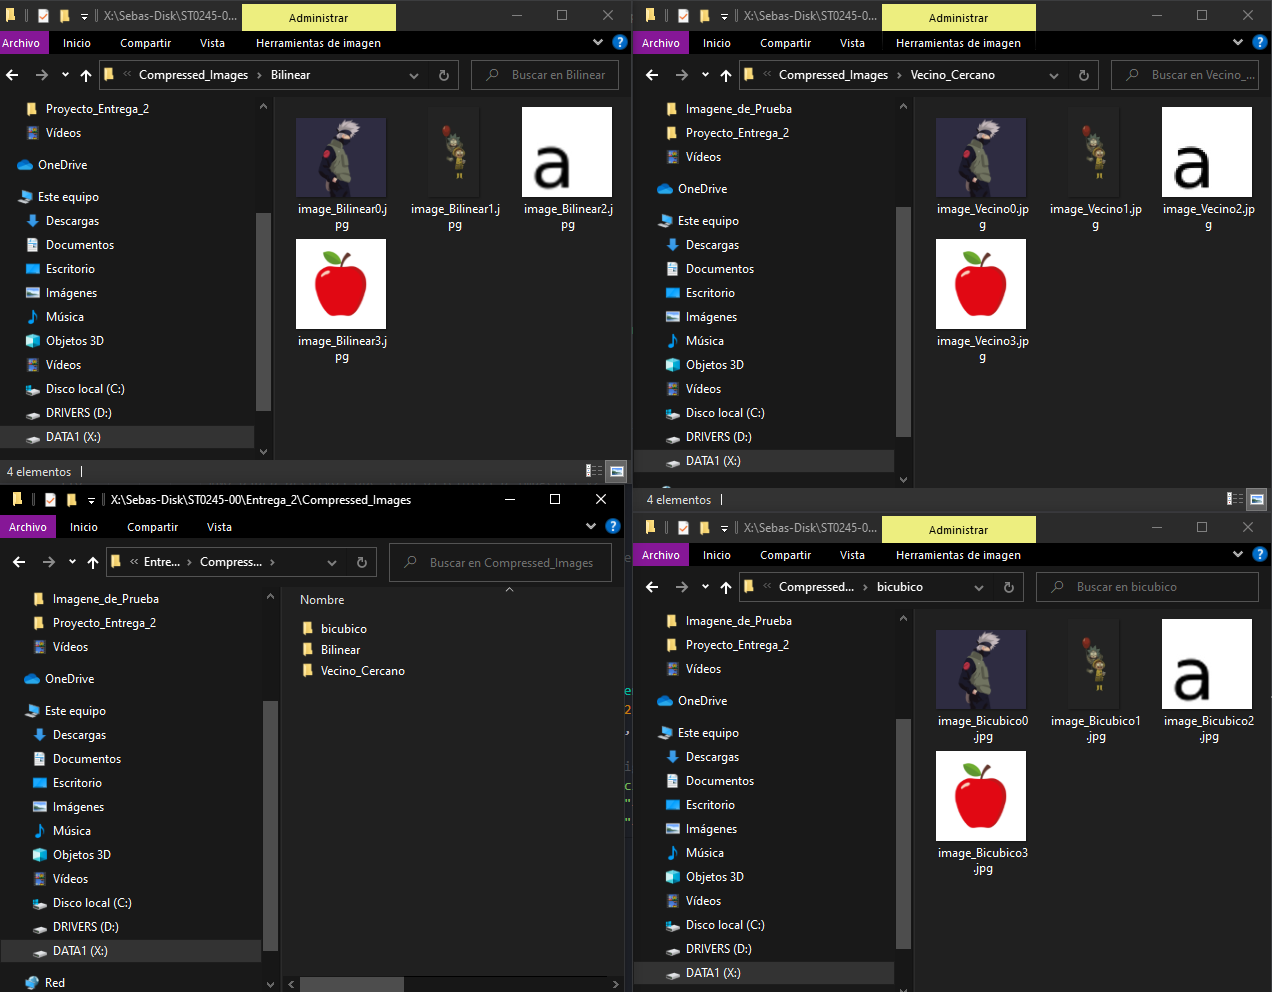 X:\Sebas-Disk\ST0245-0...
Administrar
Archivo Inicio Compartir Vista Herramientas de imagen
Compressed_Images Bilinear
Buscar en Bilinear
Proyecto_Entrega_2
Vídeos
OneDrive
Este equipo
Descargas
Documentos
Escritorio
Imágenes
Música
Objetos 3D
Vídeos
Disco local (C:)
DRIVERS (D:)
DATA1 (X:)
image_Bilinear0.j
pg
image_Bilinear1.j
pg
image_Bilinear2.j
pg
image_Bilinear3.j
pg
4 elementos
X:\Sebas-Disk\ST0245-0...
Administrar
Archivo Inicio Compartir Vista Herramientas de imagen
Compressed_Images Vecino_Cercano
Buscar en Vecino_...
Imagene_de_Prueba
Proyecto_Entrega_2
Vídeos
OneDrive
Este equipo
Descargas
Documentos
Escritorio
Imágenes
Música
Objetos 3D
Vídeos
Disco local (C:)
DRIVERS (D:)
DATA1 (X:)
image_Vecino0.jp
g
image_Vecino1.jp
g
image_Vecino2.jp
g
image_Vecino3.jp
g
4 elementos
X:\Sebas-Disk\ST0245-00\Entrega_2\Compressed_Images
Archivo Inicio Compartir Vista
Entre... Compress...
Buscar en Compressed_Images
Imagene_de_Prueba
Proyecto_Entrega_2
Vídeos
OneDrive
Este equipo
Descargas
Documentos
Escritorio
Imágenes
Música
Objetos 3D
Vídeos
Disco local (C:)
DRIVERS (D:)
DATA1 (X:)
Red
Nombre
bicubico
Bilinear
Vecino_Cercano
X:\Sebas-Disk\ST0245-0...
Administrar
Archivo Inicio Compartir Vista Herramientas de imagen
Compressed... bicubico
Buscar en bicubico
Imagene_de_Prueba
Proyecto_Entrega_2
Vídeos
OneDrive
Este equipo
Descargas
Documentos
Escritorio
Imágenes
Música
Objetos 3D
Vídeos
Disco local (C:)
DRIVERS (D:)
DATA1 (X:)
image_Bicubico0
.jpg
image_Bicubico1
.jpg
image_Bicubico2
.jpg
image_Bicubico3
.jpg
a
a
a